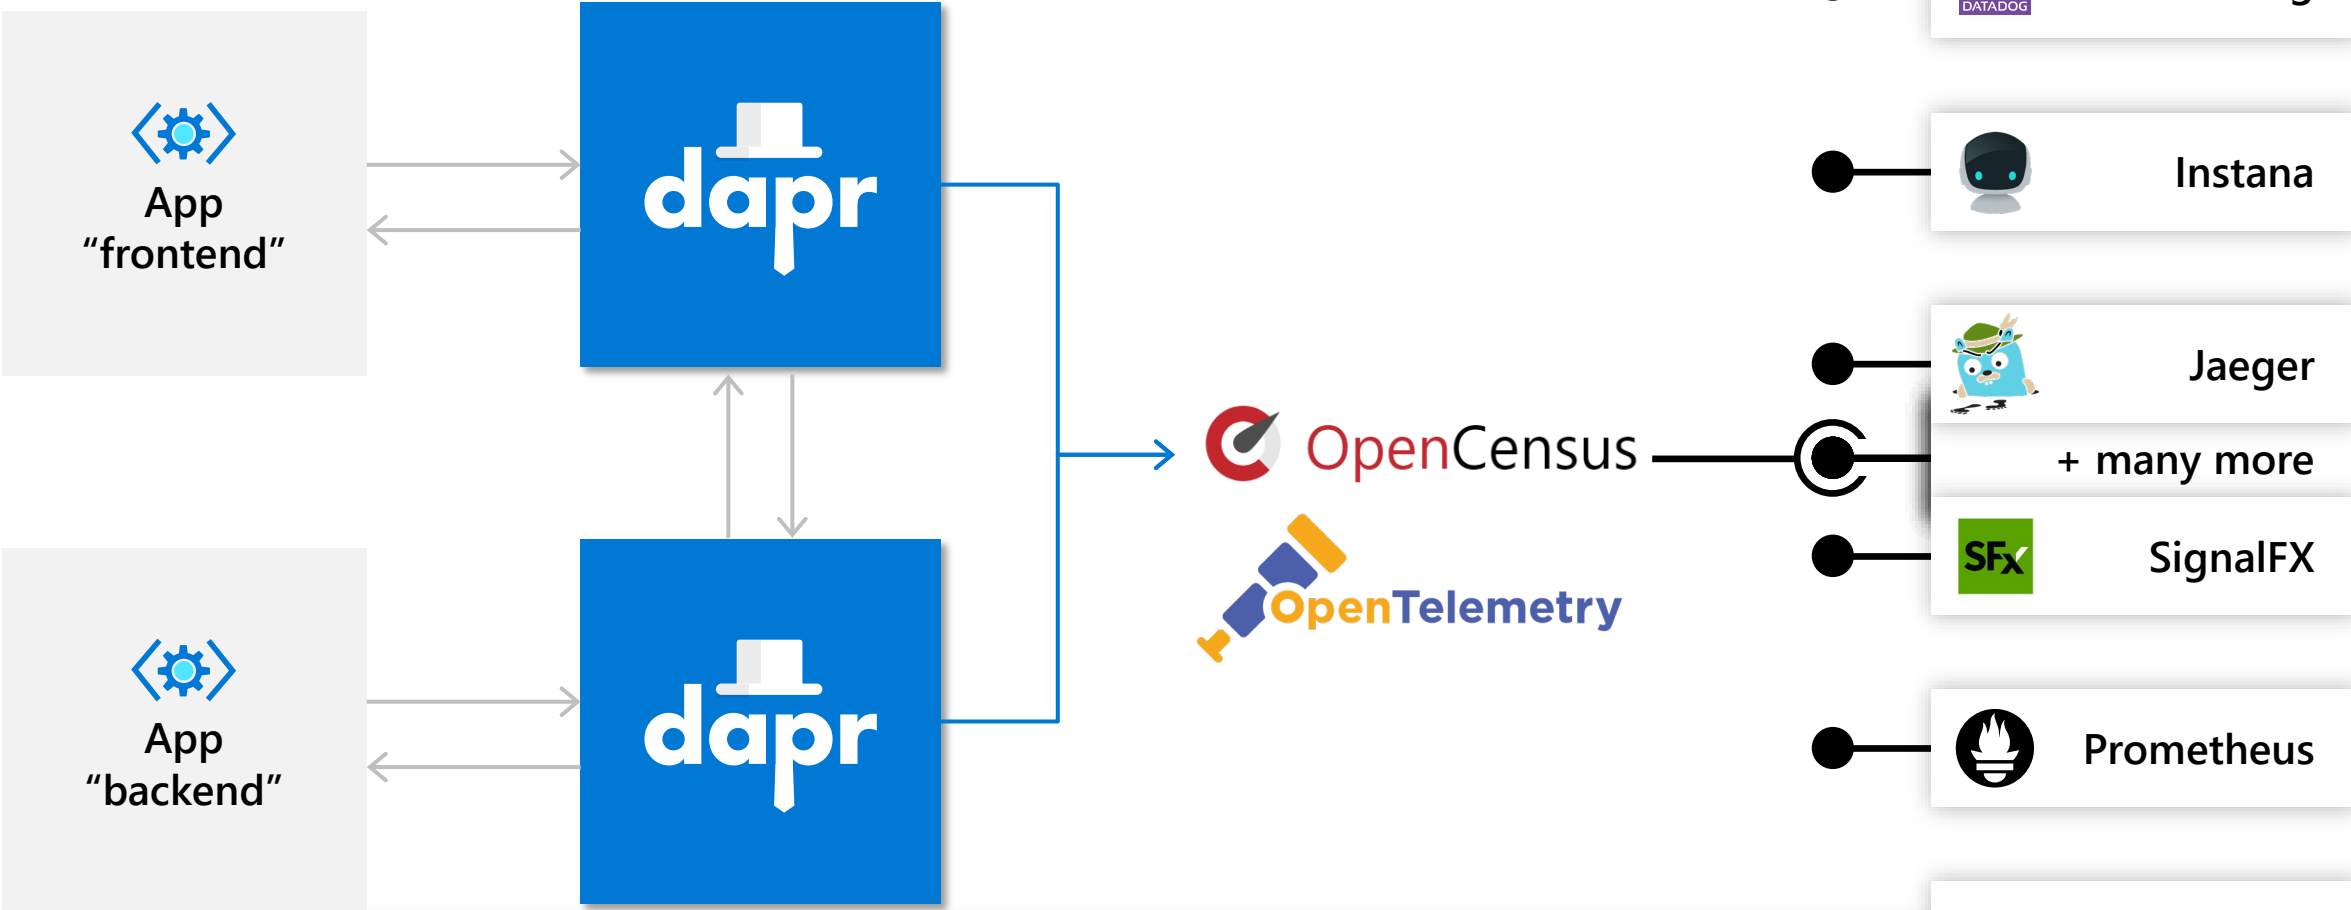 App
“frontend”
dapr
App
“backend”
dapr
OpenCensus
OpenTelemetry
DATADOG
Instana
Jaeger
+ many more
SFx
SignalFX
Prometheus